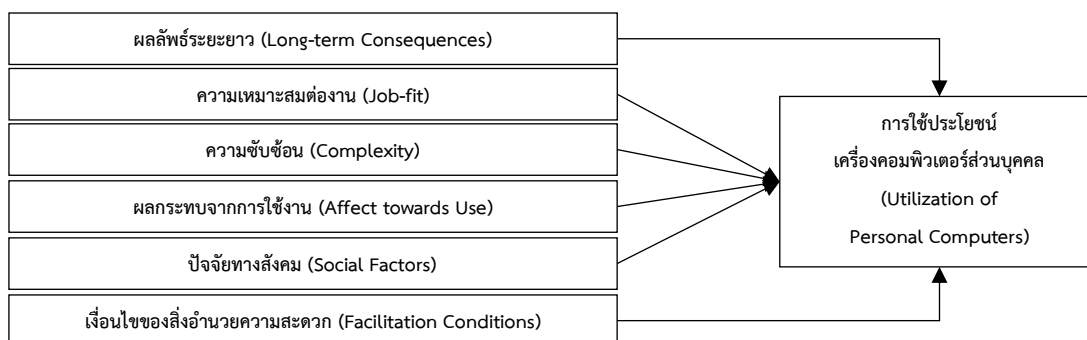 ผลลัพธ์ระยะยาว (Long-term Consequences)
ความเหมาะสมต่องาน (Job-fit)
ความซับซ้อน (Complexity)
ผลกระทบจากการใช้งาน (Affect towards Use)
ปัจจัยทางสังคม (Social Factors)
เงื่อนไขของสิ่งอำนวยความสะดวก (Facilitation Conditions)
การใช้ประโยชน์
เครื่องคอมพิวเตอร์ส่วนบุคคล
(Utilization of
Personal Computers)